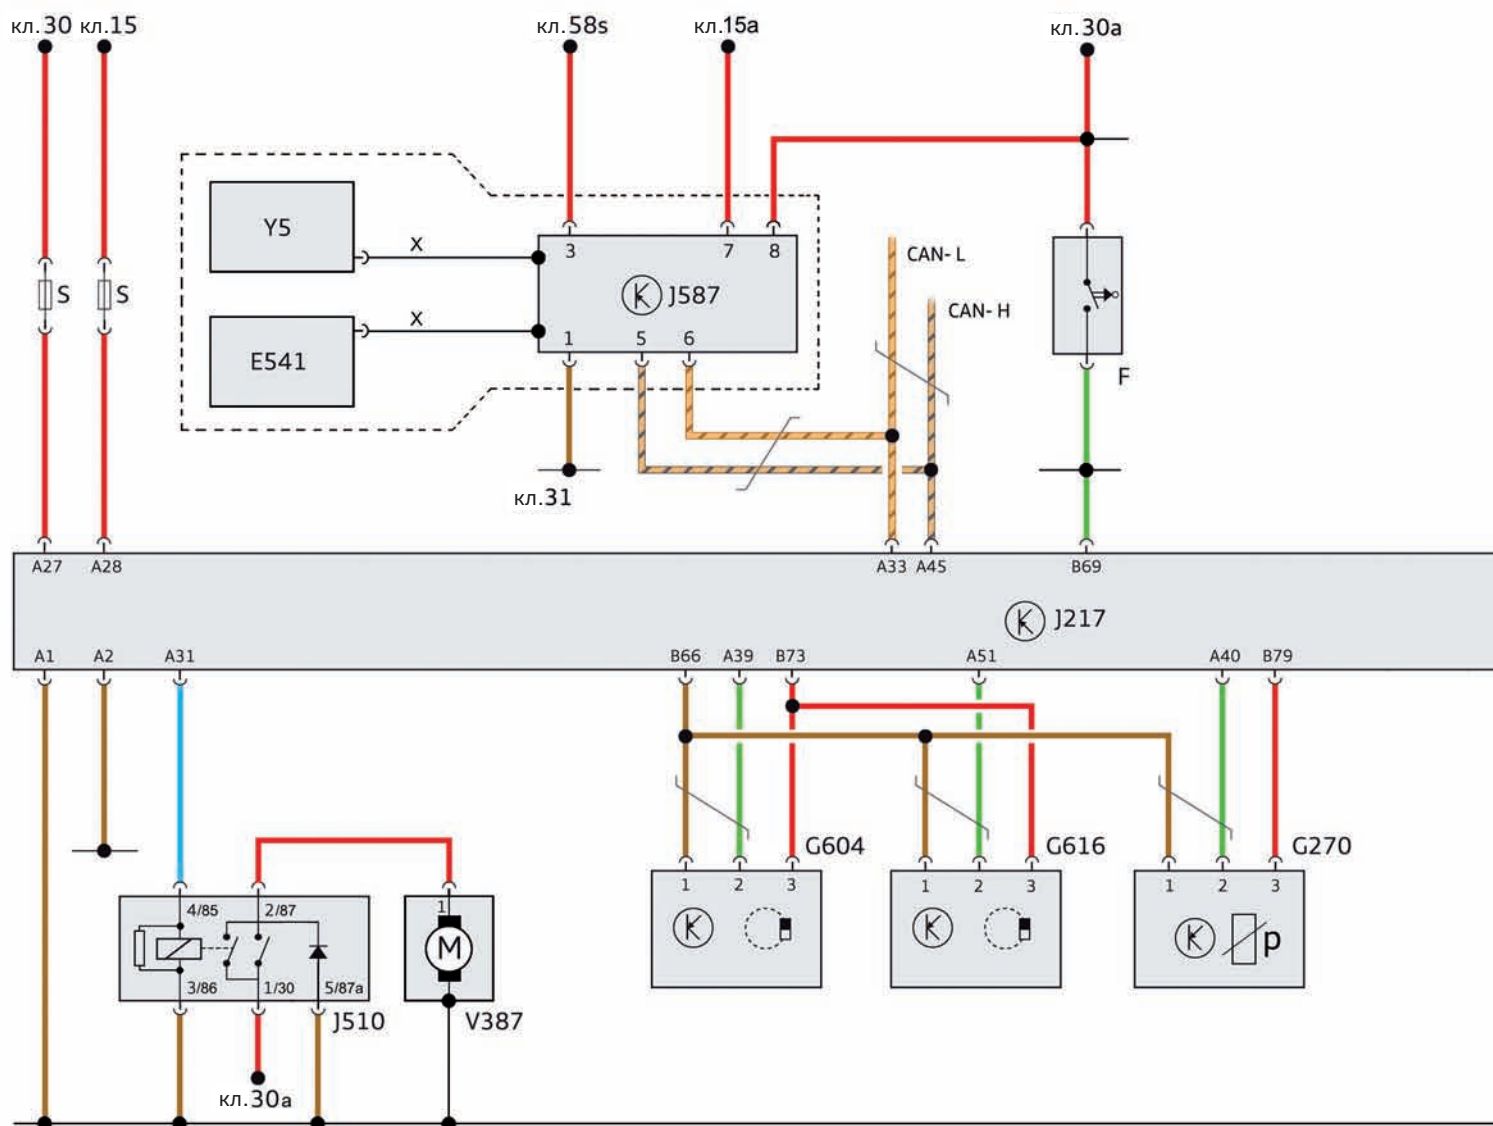 кл.30 кл.15 кл.58s кл.15a кл.30a
Y5
X
3 7 8
CAN- L
S S
J587
CAN- H
X
E541
1 5 6
F
кл.31
A27 A28 A33 A45 B69
J217
A1 A2 A31 B66 A39 B73 A51 A40 B79
G604 G616 G270
1 2 3 1 2 3 1 2 3
4/85 2/87 1
M
p
3/86 1/30 5/87a
J510 V387
кл.30a